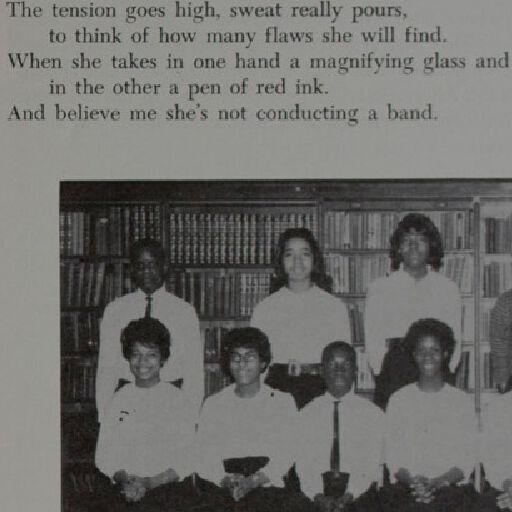 The tension goes high, sweat really pours,
to think of how many flaws she will find.
When she takes in one hand a magnifying glass and
in the other a pen of red ink.
And believe me she's not conducting a band.